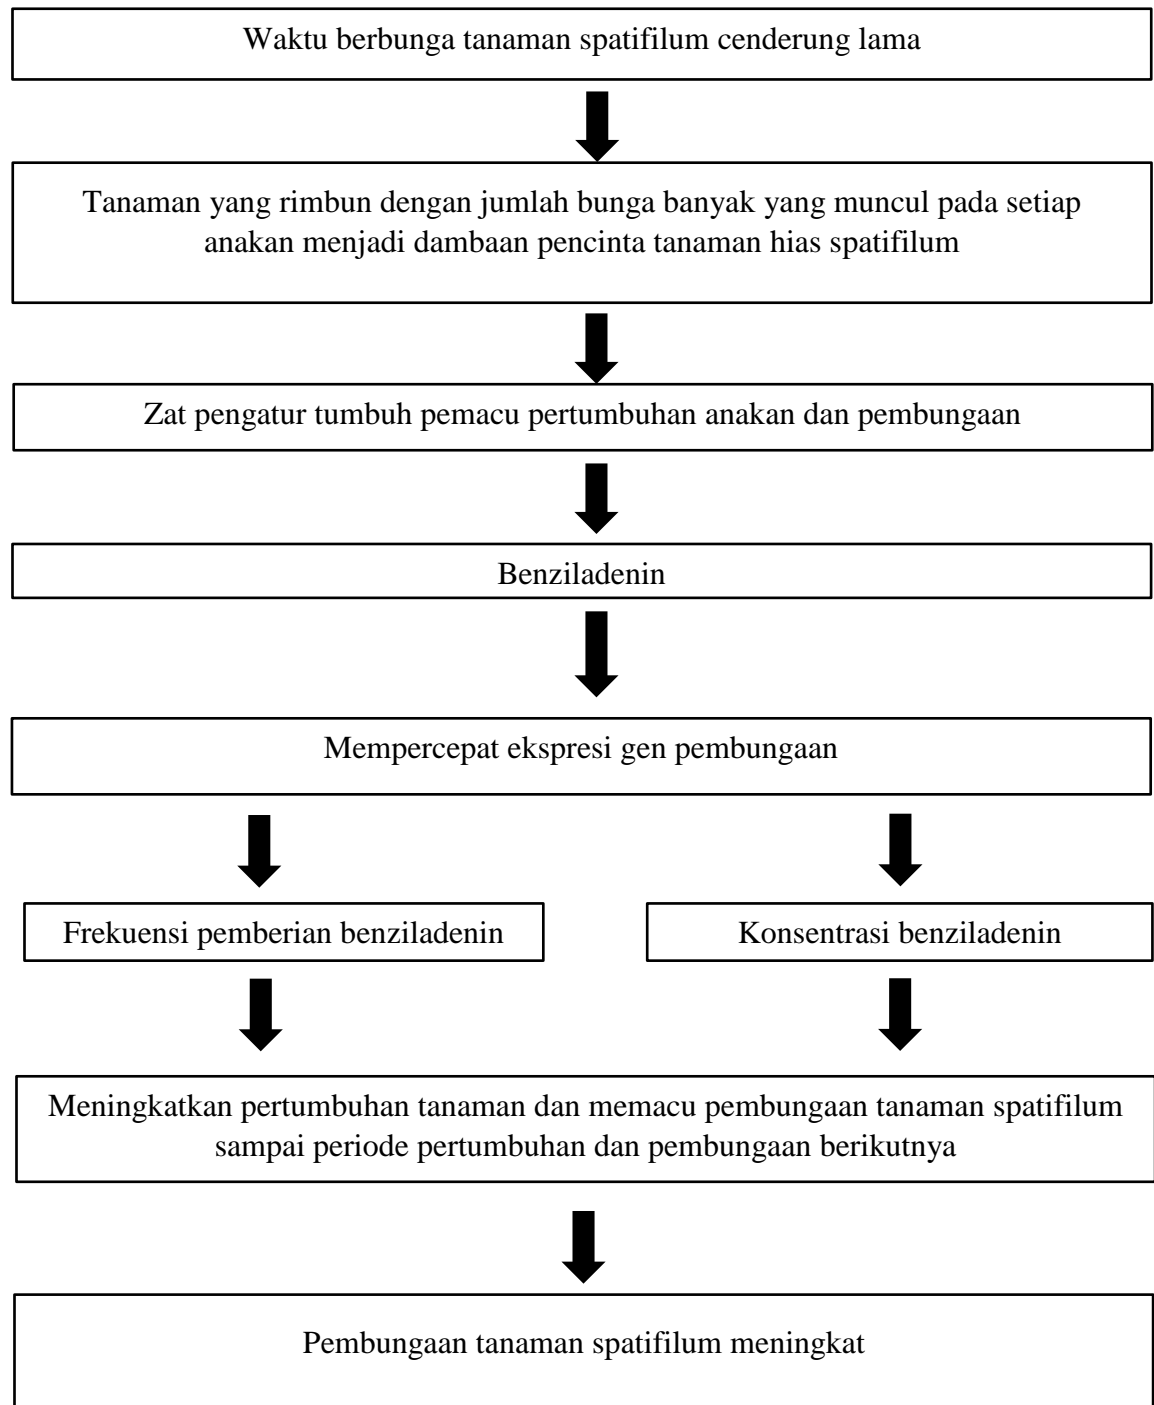 Waktu berbunga tanaman spatifilum cenderung lama
Tanaman yang rimbun dengan jumlah bunga banyak yang muncul pada setiap
anakan menjadi dambaan pencinta tanaman hias spatifilum
Zat pengatur tumbuh pemacu pertumbuhan anakan dan pembungaan
Benziladenin
Mempercepat ekspresi gen pembungaan
Frekuensi pemberian benziladenin
Konsentrasi benziladenin
Meningkatkan pertumbuhan tanaman dan memacu pembungaan tanaman spatifilum
sampai periode pertumbuhan dan pembungaan berikutnya
Pembungaan tanaman spatifilum meningkat